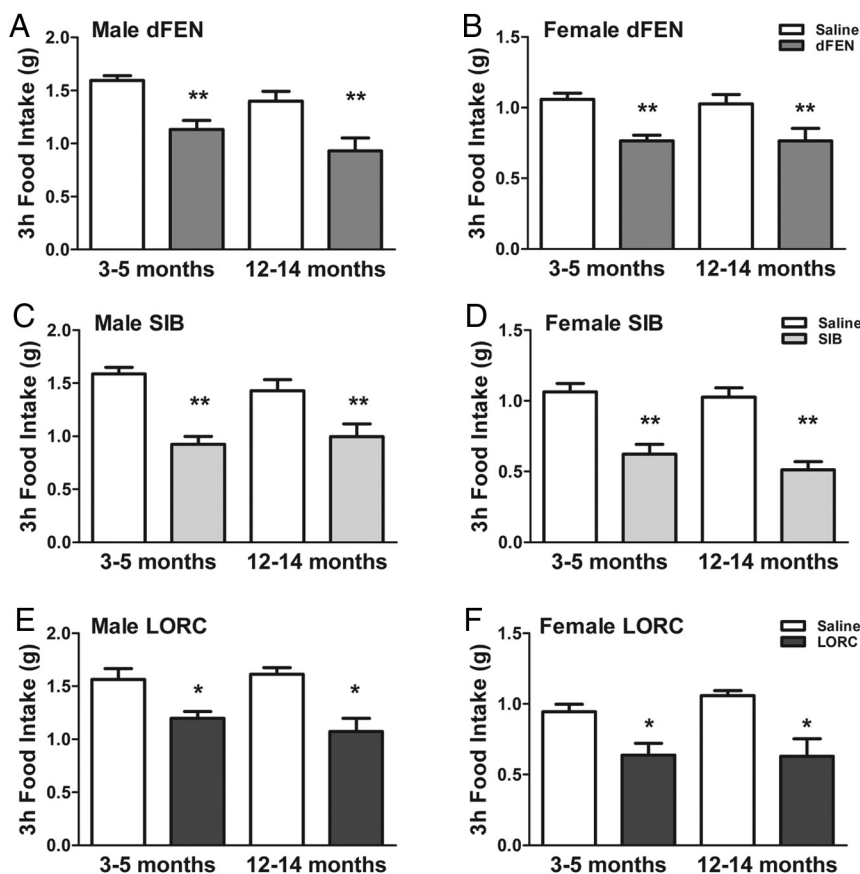 A
Male dFEN
3h Food Intake (g)
2.0
1.5
1.0
0.5
0.0
**
**
3-5 months
12-14 months
B
Female dFEN
Saline
dFEN
3h Food Intake (g)
1.5
1.0
0.5
0.0
**
**
3-5 months
12-14 months
C
Male SIB
3h Food Intake (g)
2.0
1.5
1.0
0.5
0.0
**
**
3-5 months
12-14 months
D
Female SIB
Saline
SIB
3h Food Intake (g)
1.5
1.0
0.5
0.0
**
**
3-5 months
12-14 months
E
Male LORC
3h Food Intake (g)
2.0
1.5
1.0
0.5
0.0
*
*
3-5 months
12-14 months
F
Female LORC
Saline
LORC
3h Food Intake (g)
1.5
1.0
0.5
0.0
*
*
3-5 months
12-14 months